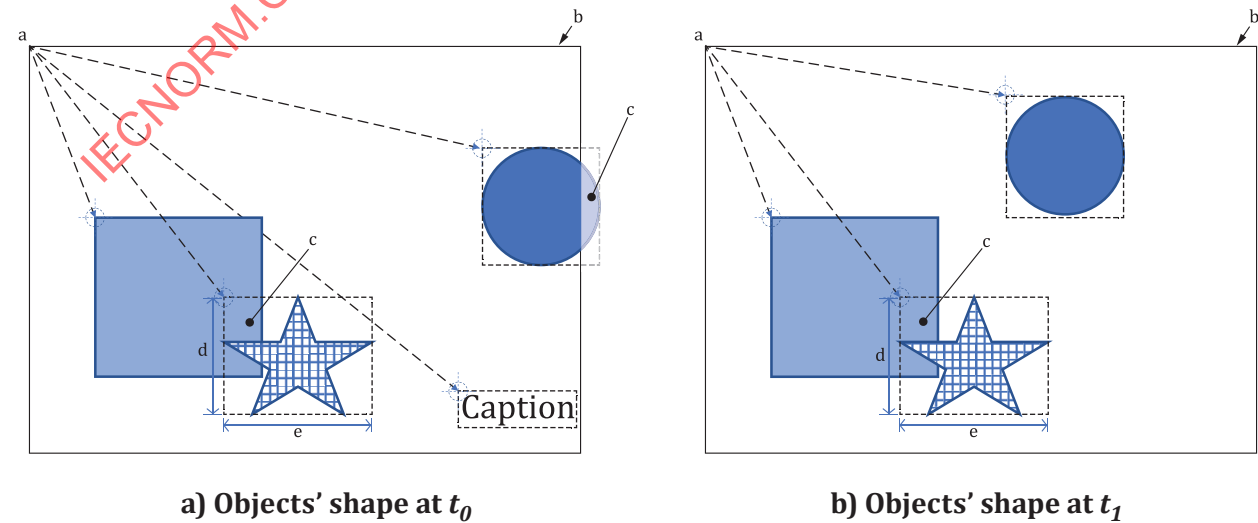 a
b
c
c
d
e
Caption
a) Objects' shape at t0
a
b
c
d
e
b) Objects' shape at t1
IECNORM.C